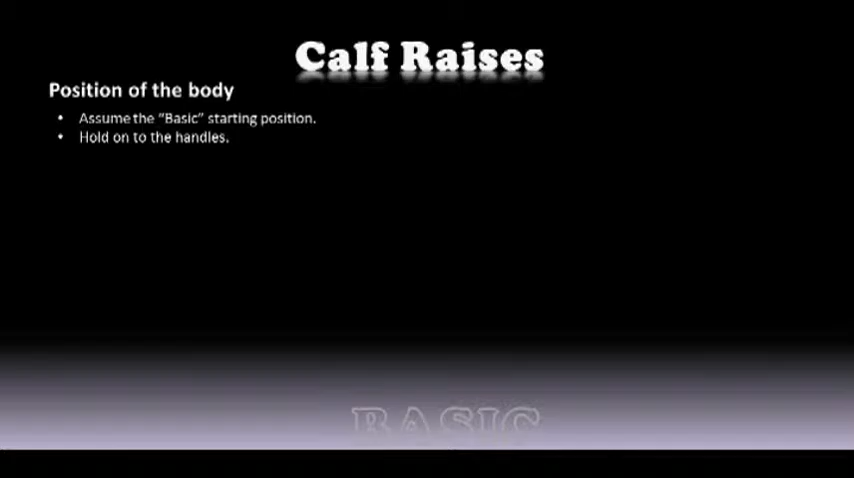 Calf Raises
Position of the body
• Assume the "Basic" starting position.
• Hold on to the handles.
BASIC